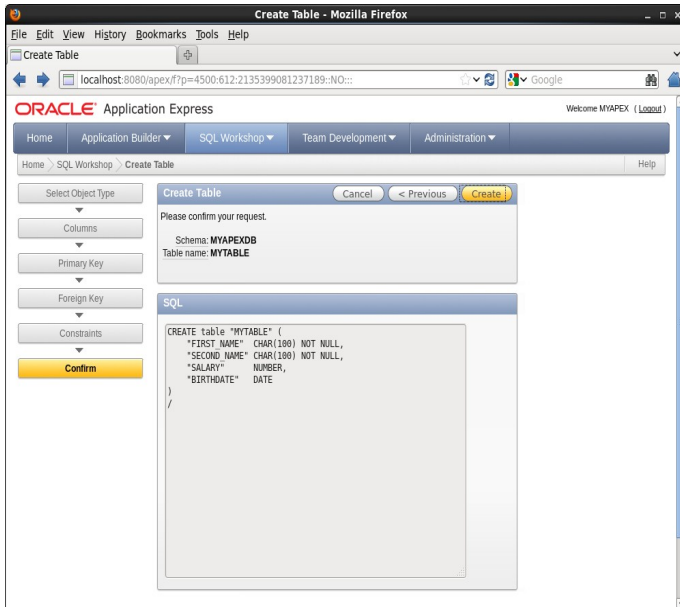 Create Table - Mozilla Firefox
File Edit View History Bookmarks Tools Help
Create Table
localhost:8080/apex/f?p=4500:612:2135399081237189::NO:::
Google
ORACLE Application Express
Welcome MYAPEX ( Logout )
Home Application Builder SQL Workshop Team Development Administration
Home SQL Workshop Create Table Help
Select Object Type
Columns
Primary Key
Foreign Key
Constraints
Confirm
Create Table Cancel < Previous Create
Please confirm your request.
Schema: MYAPEXDB
Table name: MYTABLE
SQL
CREATE table "MYTABLE" (
"FIRST_NAME" CHAR(100) NOT NULL,
"SECOND_NAME" CHAR(100) NOT NULL,
"SALARY" NUMBER,
"BIRTHDATE" DATE
)
/